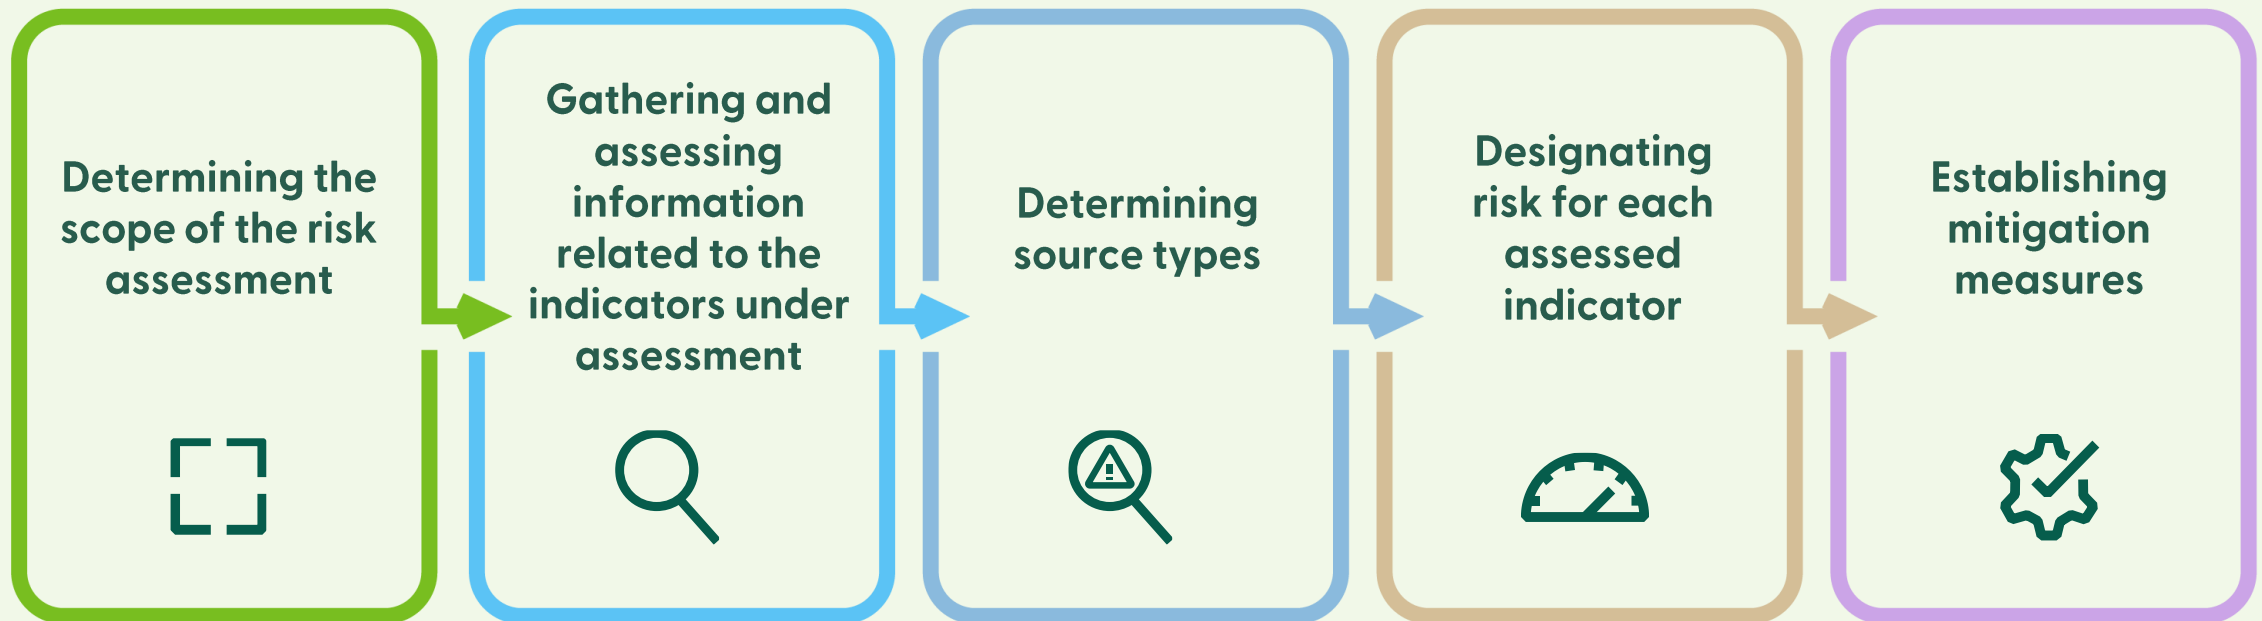 Determining the
scope of the risk
assessment
Gathering and
assessing
information
related to the
indicators under
assessment
Determining
source types
Designating
risk for each
assessed
indicator
Establishing
mitigation
measures